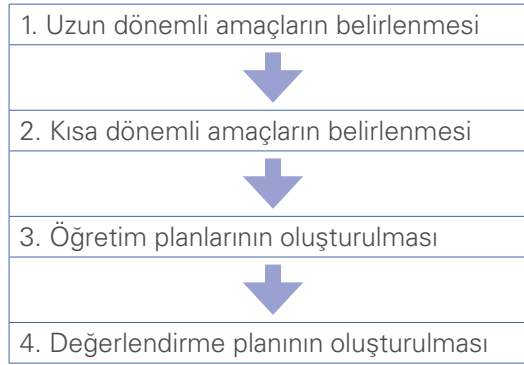 1. Uzun dönemli amaçların belirlenmesi
2. Kısa dönemli amaçların belirlenmesi
3. Öğretim planlarının oluşturulması
4. Değerlendirme planının oluşturulması